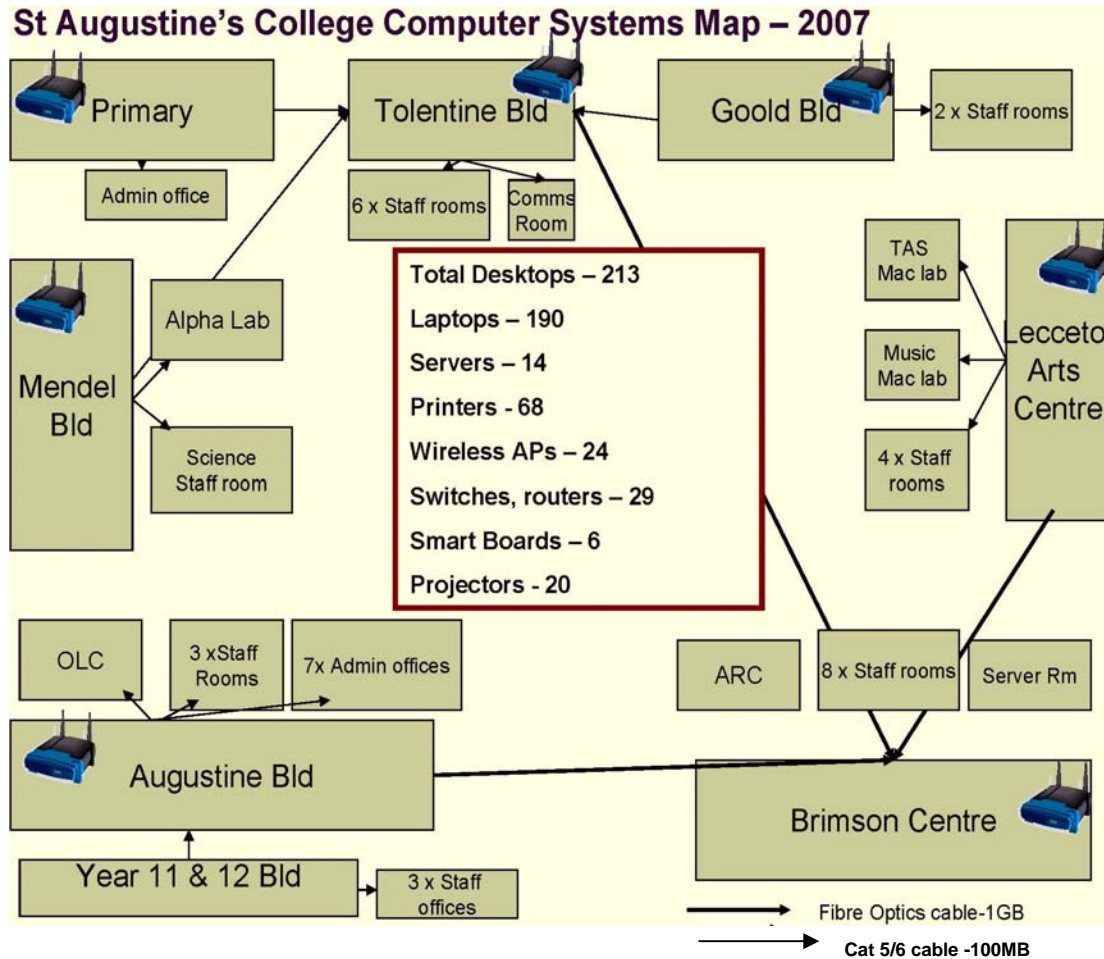 St Augustine's College Computer Systems Map – 2007
Primary
Tolentine Bld
Goold Bld
2 x Staff rooms
Admin office
6 x Staff rooms
Comms
Room
Alpha Lab
Mendel
Bld
Science
Staff room
Total Desktops – 213
Laptops – 190
Servers – 14
Printers - 68
Wireless APs – 24
Switches, routers – 29
Smart Boards – 6
Projectors - 20
TAS
Mac lab
Music
Mac lab
4 x Staff
rooms
Lecceto
Arts
Centre
OLC
3 xStaff
Rooms
7x Admin offices
ARC
8 x Staff rooms
Server Rm
Augustine Bld
Brimson Centre
Year 11 & 12 Bld
3 x Staff
offices
Fibre Optics cable-1GB
Cat 5/6 cable -100MB